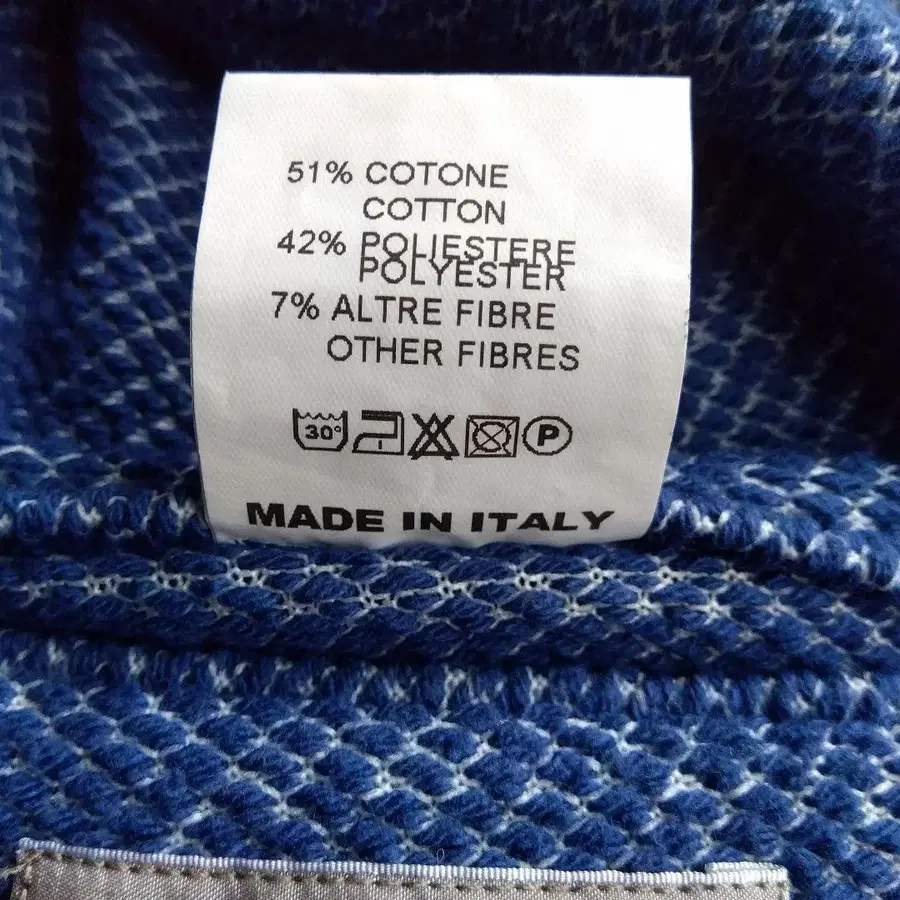 51% COTONE
COTTON
42% POLIESTERE
POLYESTER
7% ALTRE FIBRE
OTHER FIBRES
30° P
MADE IN ITALY